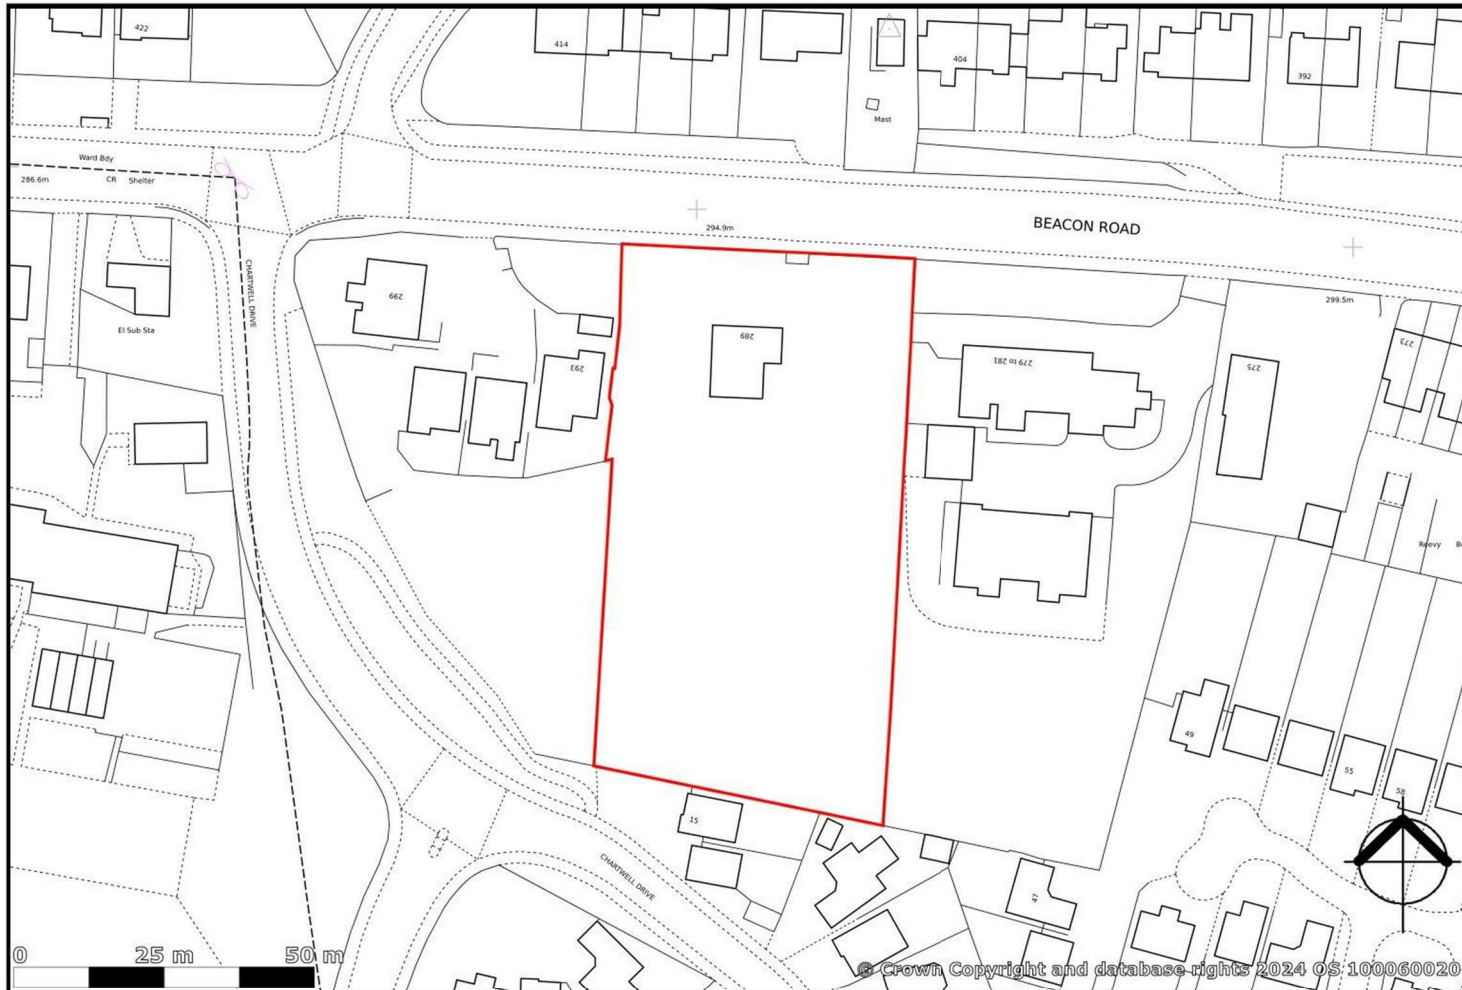 422
414
404
392
Mast
Ward Bdy
286.6m
CR
Shelter
294.9m
BEACON ROAD
299.5m
CHARTWELL DRIVE
El Sub Sta
299
293
289
279 to 281
275
273
Reevy
49
55
58
15
CHARTWELL DRIVE
47
0
25 m
50 m
© Crown Copyright and database rights 2024 OS 100060020